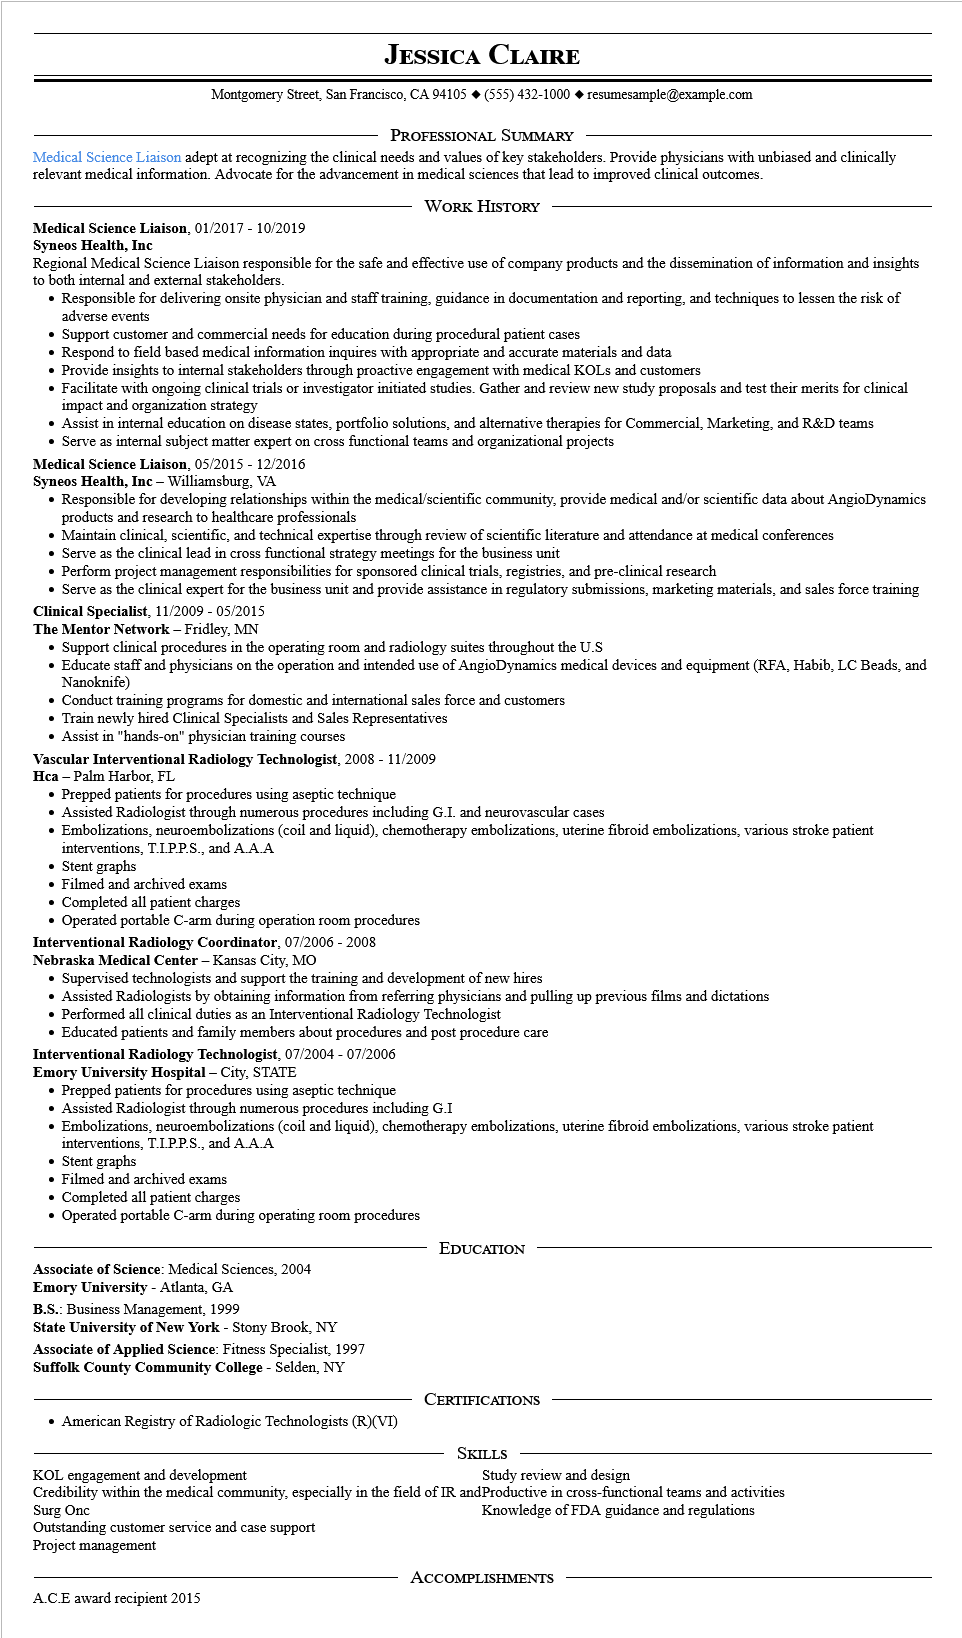 Jessica Claire
Montgomery Street, San Francisco, CA 94105 ◆ (555) 432-1000 ◆ resumesample@example.com
Professional Summary
Medical Science Liaison adept at recognizing the clinical needs and values of key stakeholders. Provide physicians with unbiased and clinically
relevant medical information. Advocate for the advancement in medical sciences that lead to improved clinical outcomes.
Work History
Medical Science Liaison, 01/2017 - 10/2019
Syneos Health, Inc
Regional Medical Science Liaison responsible for the safe and effective use of company products and the dissemination of information and insights
to both internal and external stakeholders.
• Responsible for delivering onsite physician and staff training, guidance in documentation and reporting, and techniques to lessen the risk of
adverse events
• Support customer and commercial needs for education during procedural patient cases
• Respond to field based medical information inquires with appropriate and accurate materials and data
• Provide insights to internal stakeholders through proactive engagement with medical KOLs and customers
• Facilitate with ongoing clinical trials or investigator initiated studies. Gather and review new study proposals and test their merits for clinical
impact and organization strategy
• Assist in internal education on disease states, portfolio solutions, and alternative therapies for Commercial, Marketing, and R&D teams
• Serve as internal subject matter expert on cross functional teams and organizational projects
Medical Science Liaison, 05/2015 - 12/2016
Syneos Health, Inc – Williamsburg, VA
• Responsible for developing relationships within the medical/scientific community, provide medical and/or scientific data about AngioDynamics
products and research to healthcare professionals
• Maintain clinical, scientific, and technical expertise through review of scientific literature and attendance at medical conferences
• Serve as the clinical lead in cross functional strategy meetings for the business unit
• Perform project management responsibilities for sponsored clinical trials, registries, and pre-clinical research
• Serve as the clinical expert for the business unit and provide assistance in regulatory submissions, marketing materials, and sales force training
Clinical Specialist, 11/2009 - 05/2015
The Mentor Network – Fridley, MN
• Support clinical procedures in the operating room and radiology suites throughout the U.S
• Educate staff and physicians on the operation and intended use of AngioDynamics medical devices and equipment (RFA, Habib, LC Beads, and
Nanoknife)
• Conduct training programs for domestic and international sales force and customers
• Train newly hired Clinical Specialists and Sales Representatives
• Assist in "hands-on" physician training courses
Vascular Interventional Radiology Technologist, 2008 - 11/2009
Hca – Palm Harbor, FL
• Prepped patients for procedures using aseptic technique
• Assisted Radiologist through numerous procedures including G.I. and neurovascular cases
• Embolizations, neuroembolizations (coil and liquid), chemotherapy embolizations, uterine fibroid embolizations, various stroke patient
interventions, T.I.P.P.S., and A.A.A
• Stent graphs
• Filmed and archived exams
• Completed all patient charges
• Operated portable C-arm during operation room procedures
Interventional Radiology Coordinator, 07/2006 - 2008
Nebraska Medical Center – Kansas City, MO
• Supervised technologists and support the training and development of new hires
• Assisted Radiologists by obtaining information from referring physicians and pulling up previous films and dictations
• Performed all clinical duties as an Interventional Radiology Technologist
• Educated patients and family members about procedures and post procedure care
Interventional Radiology Technologist, 07/2004 - 07/2006
Emory University Hospital – City, STATE
• Prepped patients for procedures using aseptic technique
• Assisted Radiologist through numerous procedures including G.I
• Embolizations, neuroembolizations (coil and liquid), chemotherapy embolizations, uterine fibroid embolizations, various stroke patient
interventions, T.I.P.P.S., and A.A.A
• Stent graphs
• Filmed and archived exams
• Completed all patient charges
• Operated portable C-arm during operating room procedures
Education
Associate of Science: Medical Sciences, 2004
Emory University - Atlanta, GA
B.S.: Business Management, 1999
State University of New York - Stony Brook, NY
Associate of Applied Science: Fitness Specialist, 1997
Suffolk County Community College - Selden, NY
Certifications
• American Registry of Radiologic Technologists (R)(VI)
Skills
KOL engagement and development
Credibility within the medical community, especially in the field of IR and
Surg Onc
Outstanding customer service and case support
Project management
Study review and design
Productive in cross-functional teams and activities
Knowledge of FDA guidance and regulations
Accomplishments
A.C.E award recipient 2015